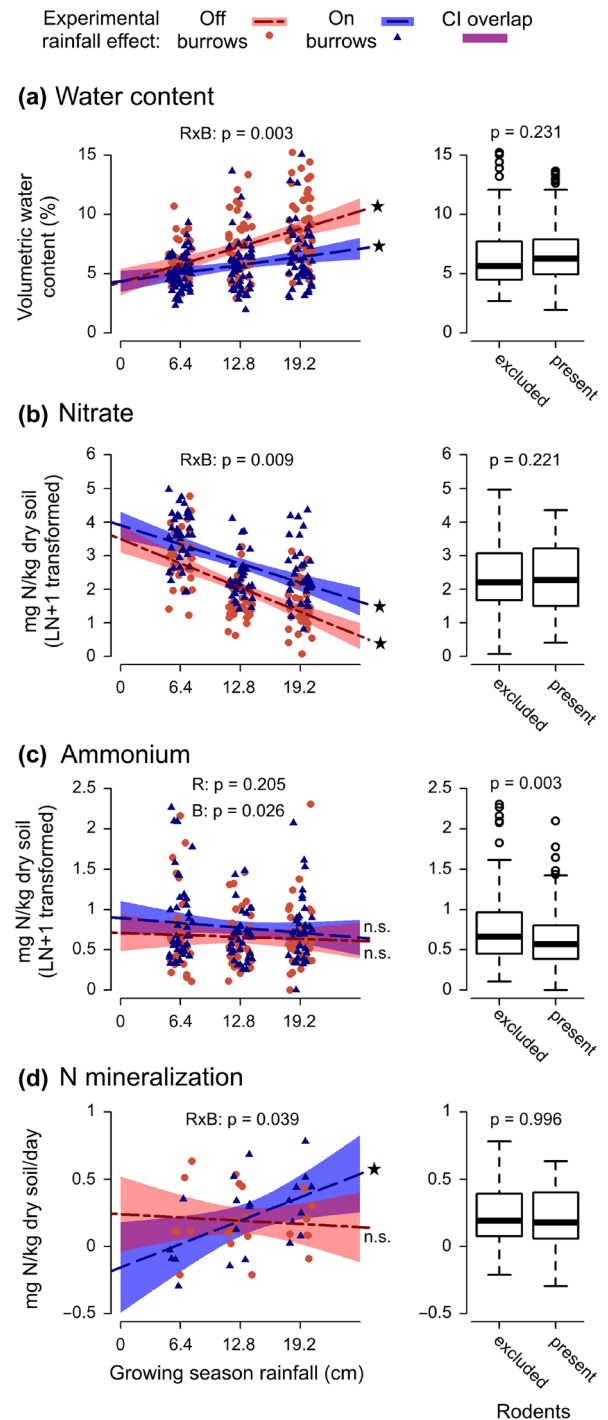 Experimental Off On CI overlap
rainfall effect: burrows burrows
(a) Water content
RxB: p = 0.003
p = 0.231
Volumetric water
content (%)
15
10
5
0
0 6.4 12.8 19.2
15
10
5
0
excluded present
(b) Nitrate
RxB: p = 0.009
p = 0.221
mg N/kg dry soil
(LN+1 transformed)
6
5
4
3
2
1
0
0 6.4 12.8 19.2
6
5
4
3
2
1
0
excluded present
(c) Ammonium
R: p = 0.205
B: p = 0.026
p = 0.003
mg N/kg dry soil
(LN+1 transformed)
2.5
2
1.5
1
0.5
0
n.s.
n.s.
0 6.4 12.8 19.2
2.5
2
1.5
1
0.5
0
excluded present
(d) N mineralization
RxB: p = 0.039
p = 0.996
mg N/kg dry soil/day
1
0.5
0
−0.5
n.s.
0 6.4 12.8 19.2
Growing season rainfall (cm)
1
0.5
0
−0.5
excluded present
Rodents